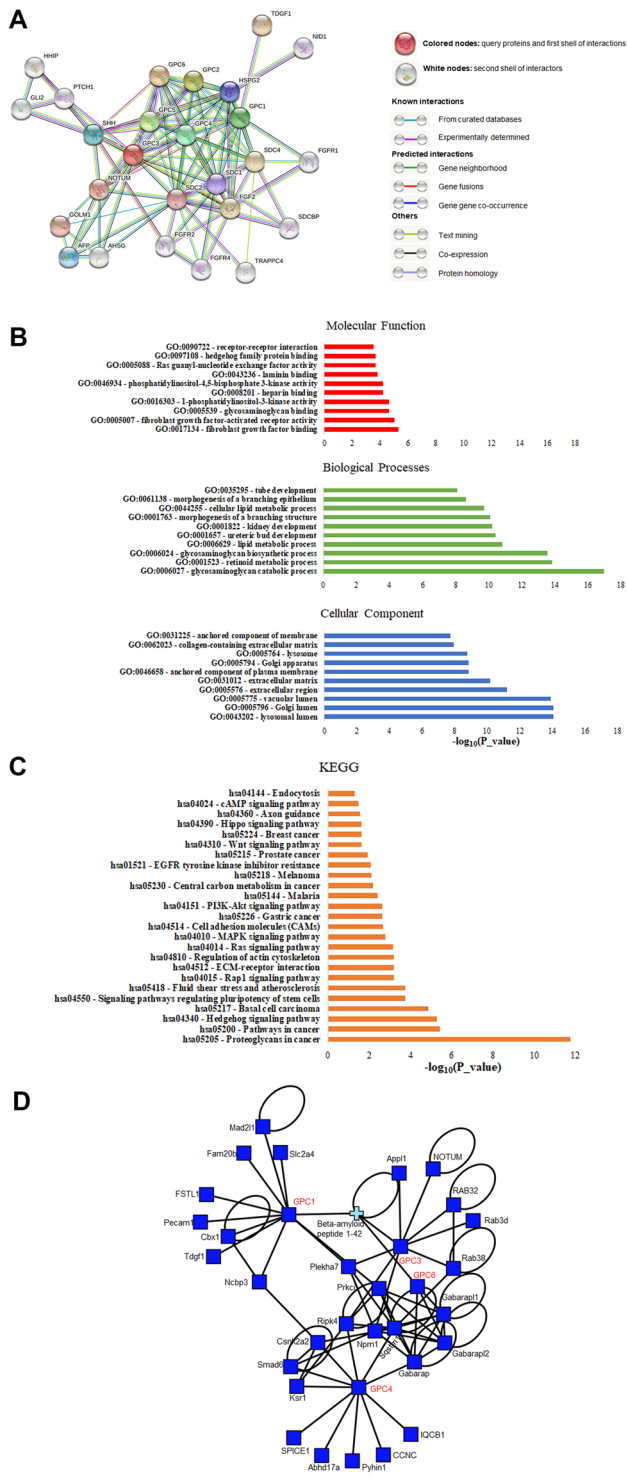 A
TDGF1
NID1
HHIP
PTCH1
GLI2
GPC6
GPC2
HSPG2
GPC5
GPC4
GPC1
SHH
GPC3
SDC4
FGFR1
NOTUM
SDC1
SDC2
FGF2
GOLM1
SDCBP
AFP
AHSG
FGFR2
FGFR4
TRAPPC4
Colored nodes: query proteins and first shell of interactions
White nodes: second shell of interactors
Known interactions
From curated databases
Experimentally determined
Predicted interactions
Gene neighborhood
Gene fusions
Gene gene co-occurrence
Others
Text mining
Co-expression
Protein homology
B
Molecular Function
GO:0090722 - receptor-receptor interaction
GO:0097108 - hedgehog family protein binding
GO:0005088 - Ras guanyl-nucleotide exchange factor activity
GO:0043236 - laminin binding
GO:0046934 - phosphatidylinositol-4,5-bisphosphate 3-kinase activity
GO:0008201 - heparin binding
GO:0016303 - 1-phosphatidylinositol-3-kinase activity
GO:0005539 - glycosaminoglycan binding
GO:0005007 - fibroblast growth factor-activated receptor activity
GO:0017134 - fibroblast growth factor binding
0 2 4 6 8 10 12 14 16 18
Biological Processes
GO:0035295 - tube development
GO:0061138 - morphogenesis of a branching epithelium
GO:0044255 - cellular lipid metabolic process
GO:0001763 - morphogenesis of a branching structure
GO:0001822 - kidney development
GO:0001657 - ureteric bud development
GO:0006629 - lipid metabolic process
GO:0006024 - glycosaminoglycan biosynthetic process
GO:0001523 - retinoid metabolic process
GO:0006027 - glycosaminoglycan catabolic process
0 2 4 6 8 10 12 14 16 18
Cellular Component
GO:0031225 - anchored component of membrane
GO:0062023 - collagen-containing extracellular matrix
GO:0005764 - lysosome
GO:0005794 - Golgi apparatus
GO:0046658 - anchored component of plasma membrane
GO:0031012 - extracellular matrix
GO:0005576 - extracellular region
GO:0005775 - vacuolar lumen
GO:0005796 - Golgi lumen
GO:0043202 - lysosomal lumen
0 2 4 6 8 10 12 14 16 18
-log10(P_value)
C
KEGG
hsa04144 - Endocytosis
hsa04024 - cAMP signaling pathway
hsa04360 - Axon guidance
hsa04390 - Hippo signaling pathway
hsa05224 - Breast cancer
hsa04310 - Wnt signaling pathway
hsa05215 - Prostate cancer
hsa01521 - EGFR tyrosine kinase inhibitor resistance
hsa05218 - Melanoma
hsa05230 - Central carbon metabolism in cancer
hsa05144 - Malaria
hsa04151 - PI3K-Akt signaling pathway
hsa05226 - Gastric cancer
hsa04514 - Cell adhesion molecules (CAMs)
hsa04010 - MAPK signaling pathway
hsa04014 - Ras signaling pathway
hsa04810 - Regulation of actin cytoskeleton
hsa04512 - ECM-receptor interaction
hsa04015 - Rap1 signaling pathway
hsa05418 - Fluid shear stress and atherosclerosis
hsa04550 - Signaling pathways regulating pluripotency of stem cells
hsa05217 - Basal cell carcinoma
hsa04340 - Hedgehog signaling pathway
hsa05200 - Pathways in cancer
hsa05205 - Proteoglycans in cancer
0 2 4 6 8 10 12
-log10(P_value)
D
Mad2l1
Fam20b
Slc2a4
Appl1
NOTUM
FSTL1
GPC1
RAB32
Pecam1
Beta-amyloid
peptide 1-42
Rab3d
Cbx1
GPC3
Tdgf1
Plekha7
Rab38
Ncbp3
GPC6
Prkci
Gabarapl1
Ripk4
Csnk2a2
Npm1
Gabarapl2
Smad6
Gabarap
Ksr1
GPC4
SPICE1
IQCB1
Abhd17a
Pyhin1
CCNC